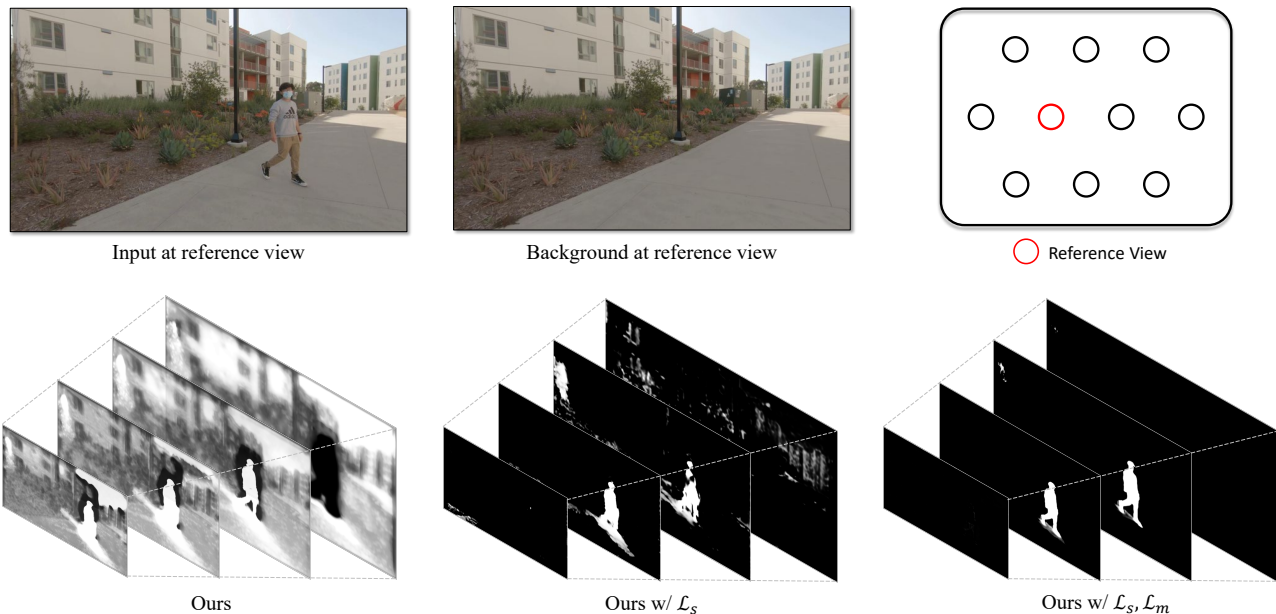 Input at reference view
Background at reference view
Reference View
Ours
Ours w/ ℒ𝑠
Ours w/ ℒ𝑠, ℒ𝑚